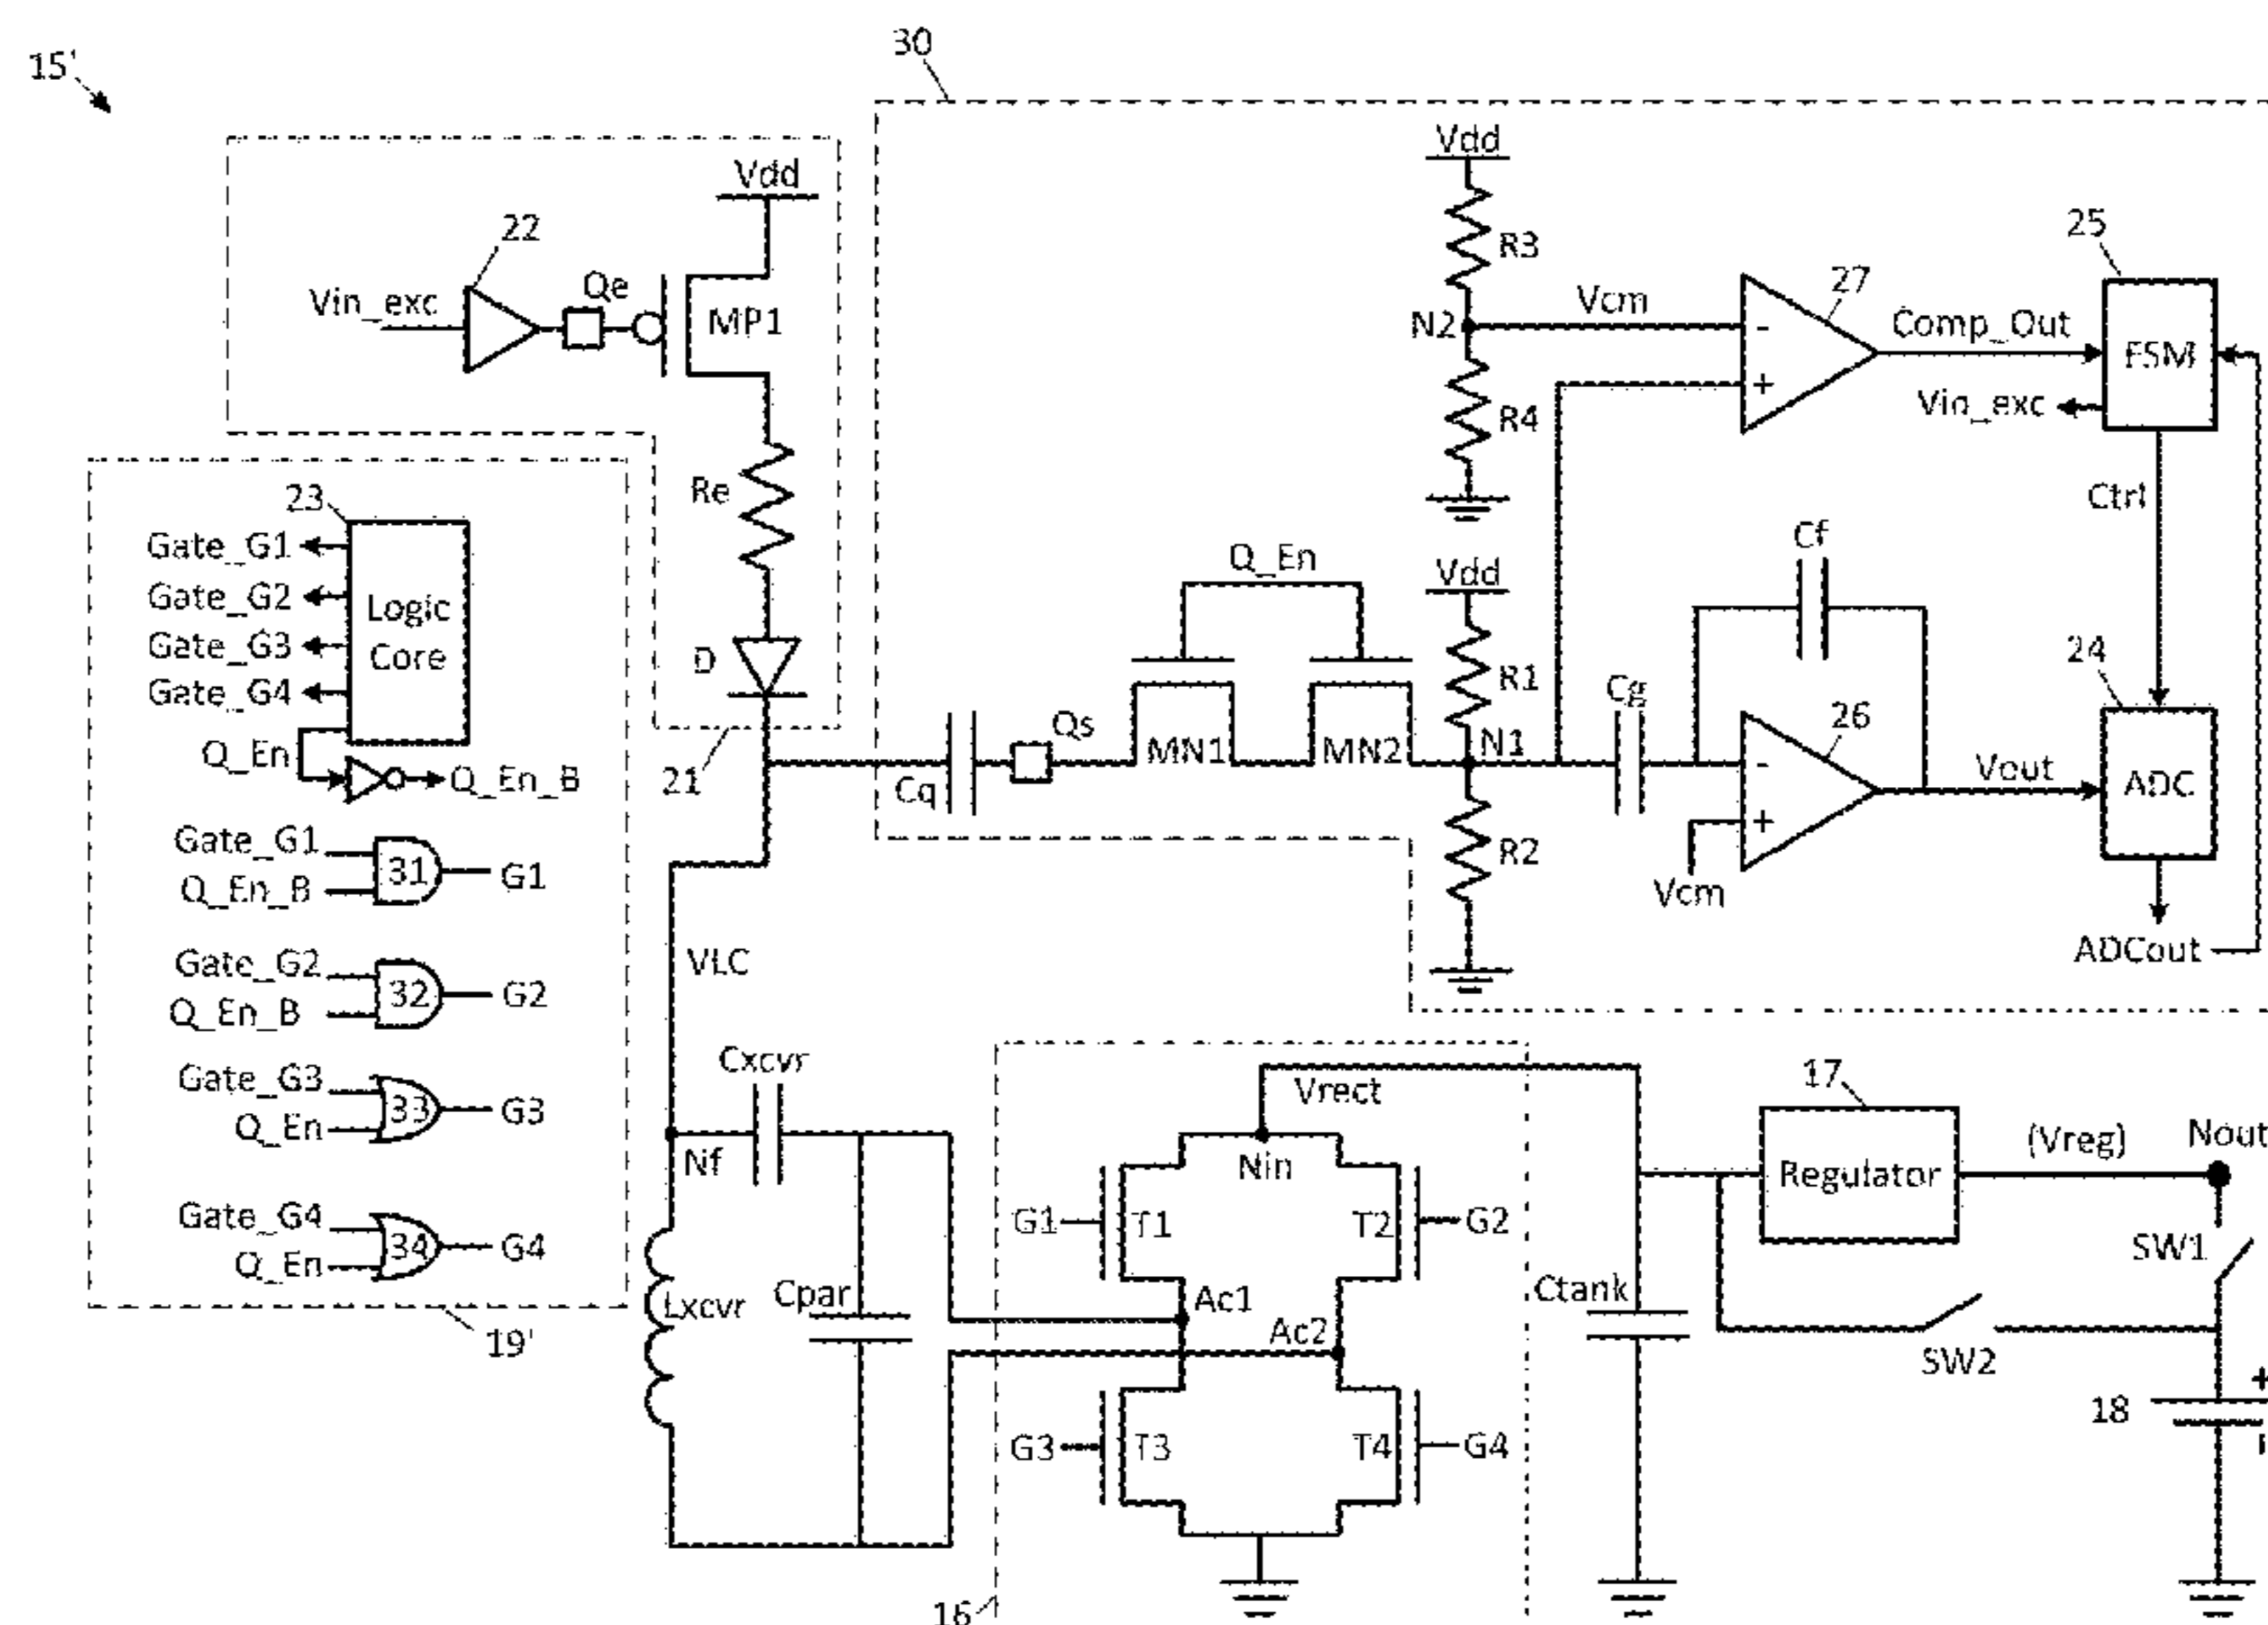 15'
30
Vdd
Vdd
22
Vin_exc
Qe
MP1
R3
25
27
Vcm
N2
Comp_Out
FSM
-
+
Vin_exc
R4
Re
Ctrl
23
Gate_G1
Gate_G2
Gate_G3
Gate_G4
Logic
Core
Q_En
Q_En_B
D
21
Q_En
Vdd
Cf
R1
Cg
24
26
Cq
Qs
MN1
MN2
N1
-
+
Vout
ADC
R2
Vcm
ADCout
Gate_G1
Q_En_B
31
G1
Gate_G2
Q_En_B
32
G2
Gate_G3
Q_En
33
G3
Gate_G4
Q_En
34
G4
19'
VLC
Cxcvr
Nf
Lxcvr
Cpar
Vrect
Nin
G1
T1
T2
G2
Ac1
Ac2
G3
T3
T4
G4
16
Ctank
17
Regulator
(Vreg)
Nout
SW1
SW2
18
+
-